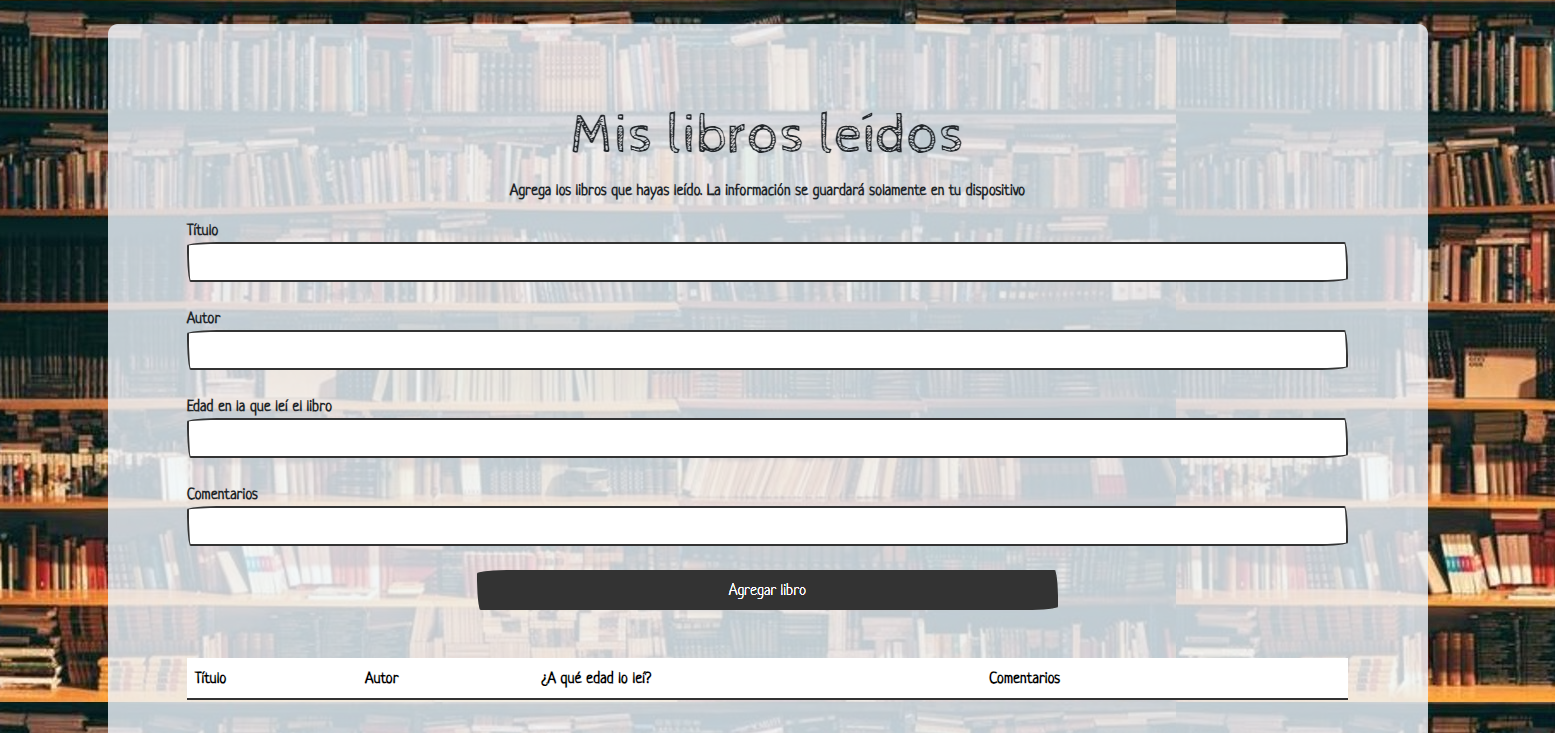 Mis libros leídos
Agrega los libros que hayas leído. La información se guardará solamente en tu dispositivo
Título
Autor
Edad en la que leí el libro
Comentarios
Agregar libro
Título Autor ¿A qué edad lo leí? Comentarios